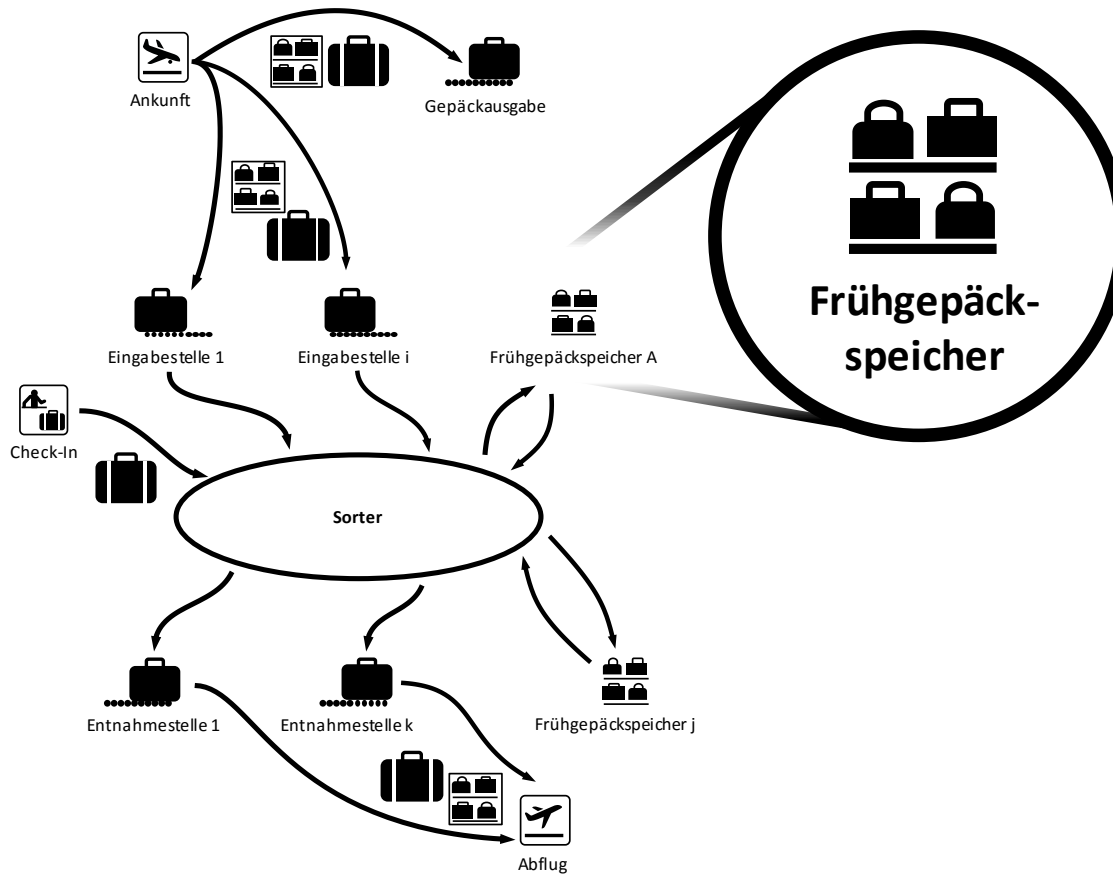 Ankunft
Gepäckausgabe
Frühgepäck-
speicher
Eingabestelle 1
Eingabestelle i
Frühgepäckspeicher A
Check-In
Sorter
Entnahmestelle 1
Entnahmestelle k
Frühgepäckspeicher j
Abflug